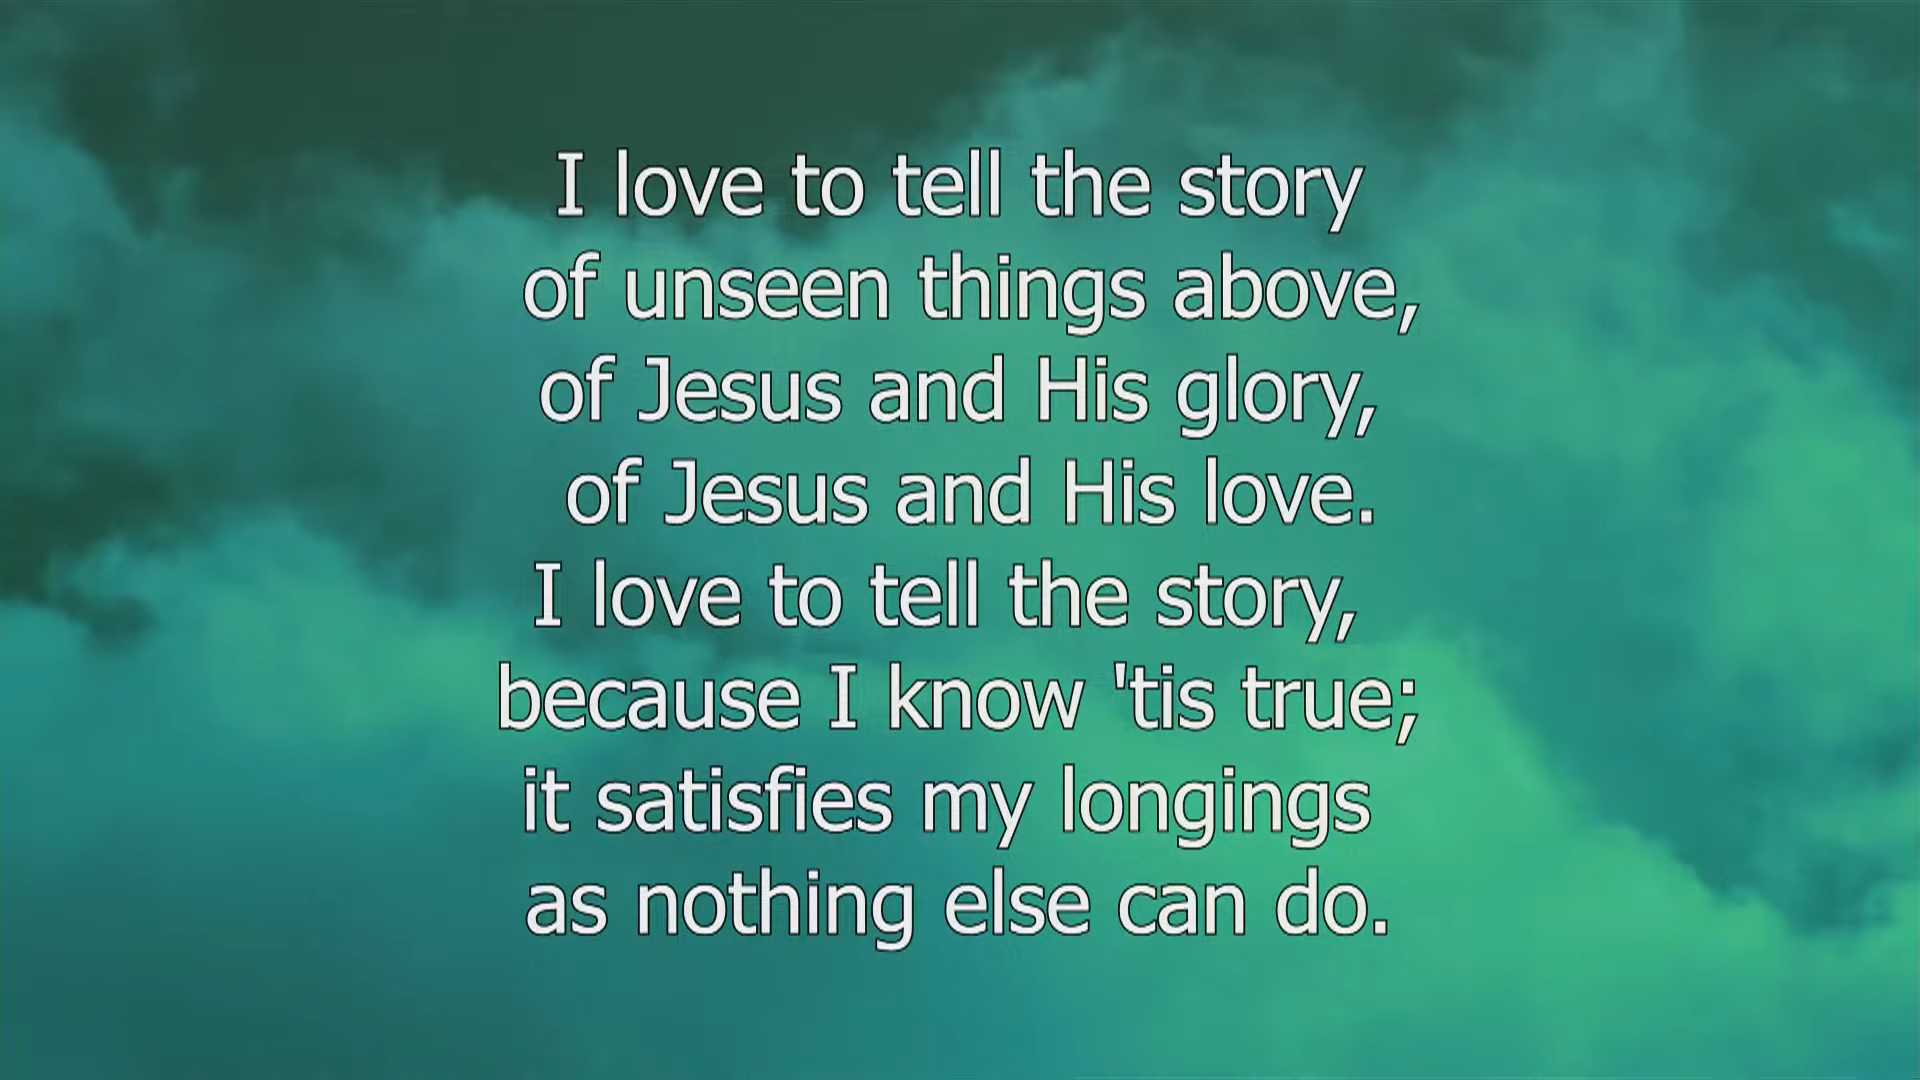 I love to tell the story
of unseen things above,
of Jesus and His glory,
of Jesus and His love.
I love to tell the story,
because I know 'tis true;
it satisfies my longings
as nothing else can do.